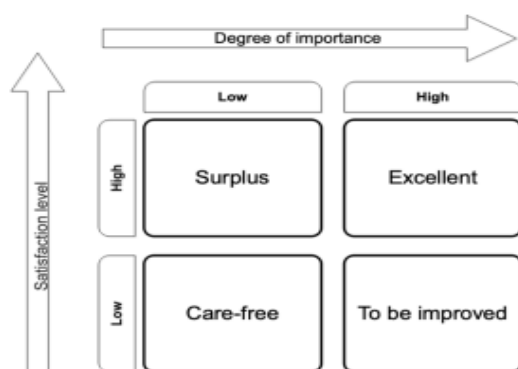 Degree of importance
Low
High
Satisfaction level
High
Surplus
Excellent
Low
Care-free
To be improved